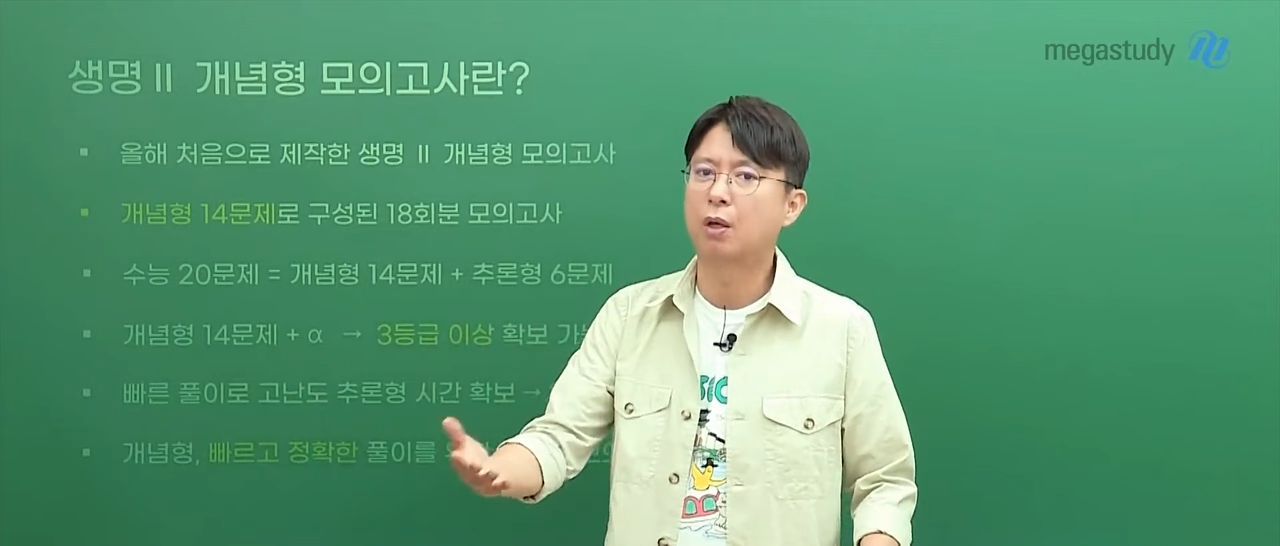 생명Ⅱ 개념형 모의고사란?
megastudy
▪ 올해 처음으로 제작한 생명 Ⅱ 개념형 모의고사
▪ 개념형 14문제로 구성된 18회분 모의고사
▪ 수능 20문제 = 개념형 14문제 + 추론형 6문제
▪ 개념형 14문제 + α → 3등급 이상 확보
▪ 빠른 풀이로 고난도 추론형 시간 확보 →
▪ 개념형, 빠르고 정확한 풀이를